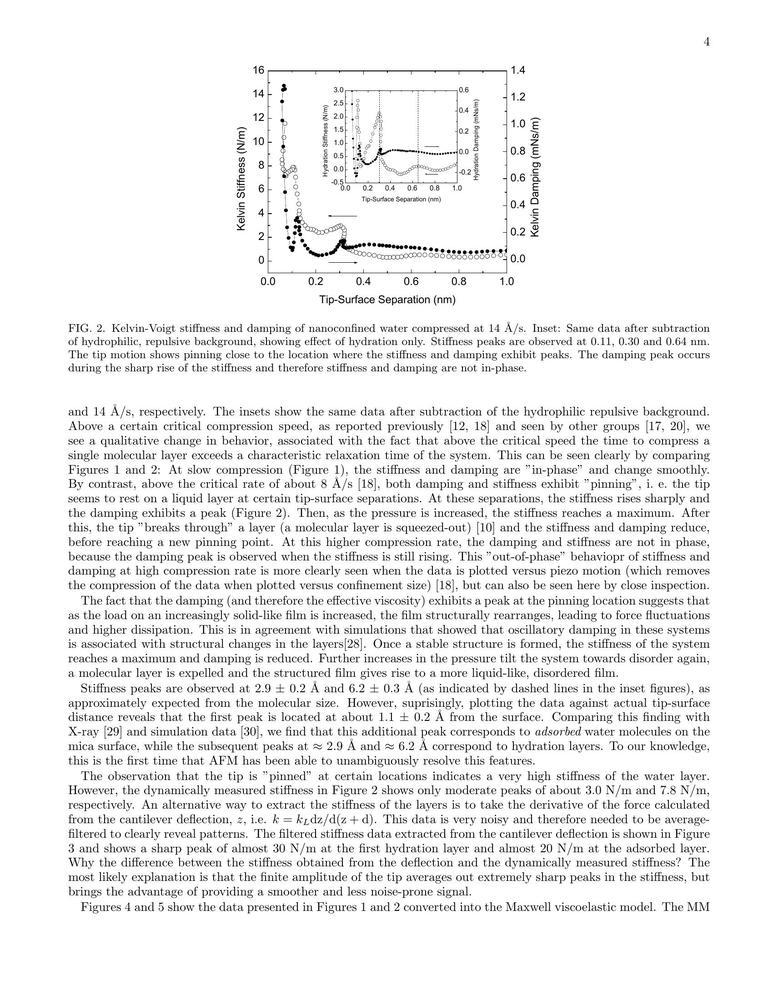 4
16
14
12
10
8
6
4
2
0
Kelvin Stiffness (N/m)
1.4
1.2
1.0
0.8
0.6
0.4
0.2
0.0
Kelvin Damping (mNs/m)
3.0
2.5
2.0
1.5
1.0
0.5
0.0
-0.5
Hydration Stiffness (N/m)
0.6
0.4
0.2
0.0
-0.2
Hydration Damping (mNs/m)
0.0 0.2 0.4 0.6 0.8 1.0
Tip-Surface Separation (nm)
0.0 0.2 0.4 0.6 0.8 1.0
Tip-Surface Separation (nm)
FIG. 2. Kelvin-Voigt stiffness and damping of nanoconfined water compressed at 14 Å/s. Inset: Same data after subtraction
of hydrophilic, repulsive background, showing effect of hydration only. Stiffness peaks are observed at 0.11, 0.30 and 0.64 nm.
The tip motion shows pinning close to the location where the stiffness and damping exhibit peaks. The damping peak occurs
during the sharp rise of the stiffness and therefore stiffness and damping are not in-phase.
and 14 Å/s, respectively. The insets show the same data after subtraction of the hydrophilic repulsive background.
Above a certain critical compression speed, as reported previously [12, 18] and seen by other groups [17, 20], we
see a qualitative change in behavior, associated with the fact that above the critical speed the time to compress a
single molecular layer exceeds a characteristic relaxation time of the system. This can be seen clearly by comparing
Figures 1 and 2: At slow compression (Figure 1), the stiffness and damping are "in-phase" and change smoothly.
By contrast, above the critical rate of about 8 Å/s [18], both damping and stiffness exhibit "pinning", i. e. the tip
seems to rest on a liquid layer at certain tip-surface separations. At these separations, the stiffness rises sharply and
the damping exhibits a peak (Figure 2). Then, as the pressure is increased, the stiffness reaches a maximum. After
this, the tip "breaks through" a layer (a molecular layer is squeezed-out) [10] and the stiffness and damping reduce,
before reaching a new pinning point. At this higher compression rate, the damping and stiffness are not in phase,
because the damping peak is observed when the stiffness is still rising. This "out-of-phase" behaviopr of stiffness and
damping at high compression rate is more clearly seen when the data is plotted versus piezo motion (which removes
the compression of the data when plotted versus confinement size) [18], but can also be seen here by close inspection.
The fact that the damping (and therefore the effective viscosity) exhibits a peak at the pinning location suggests that
as the load on an increasingly solid-like film is increased, the film structurally rearranges, leading to force fluctuations
and higher dissipation. This is in agreement with simulations that showed that oscillatory damping in these systems
is associated with structural changes in the layers[28]. Once a stable structure is formed, the stiffness of the system
reaches a maximum and damping is reduced. Further increases in the pressure tilt the system towards disorder again,
a molecular layer is expelled and the structured film gives rise to a more liquid-like, disordered film.
Stiffness peaks are observed at 2.9 ± 0.2 Å and 6.2 ± 0.3 Å (as indicated by dashed lines in the inset figures), as
approximately expected from the molecular size. However, suprisingly, plotting the data against actual tip-surface
distance reveals that the first peak is located at about 1.1 ± 0.2 Å from the surface. Comparing this finding with
X-ray [29] and simulation data [30], we find that this additional peak corresponds to adsorbed water molecules on the
mica surface, while the subsequent peaks at ≈ 2.9 Å and ≈ 6.2 Å correspond to hydration layers. To our knowledge,
this is the first time that AFM has been able to unambiguously resolve this features.
The observation that the tip is "pinned" at certain locations indicates a very high stiffness of the water layer.
However, the dynamically measured stiffness in Figure 2 shows only moderate peaks of about 3.0 N/m and 7.8 N/m,
respectively. An alternative way to extract the stiffness of the layers is to take the derivative of the force calculated
from the cantilever deflection, z, i.e. k = k_L dz/d(z + d). This data is very noisy and therefore needed to be average-
filtered to clearly reveal patterns. The filtered stiffness data extracted from the cantilever deflection is shown in Figure
3 and shows a sharp peak of almost 30 N/m at the first hydration layer and almost 20 N/m at the adsorbed layer.
Why the difference between the stiffness obtained from the deflection and the dynamically measured stiffness? The
most likely explanation is that the finite amplitude of the tip averages out extremely sharp peaks in the stiffness, but
brings the advantage of providing a smoother and less noise-prone signal.
Figures 4 and 5 show the data presented in Figures 1 and 2 converted into the Maxwell viscoelastic model. The MM